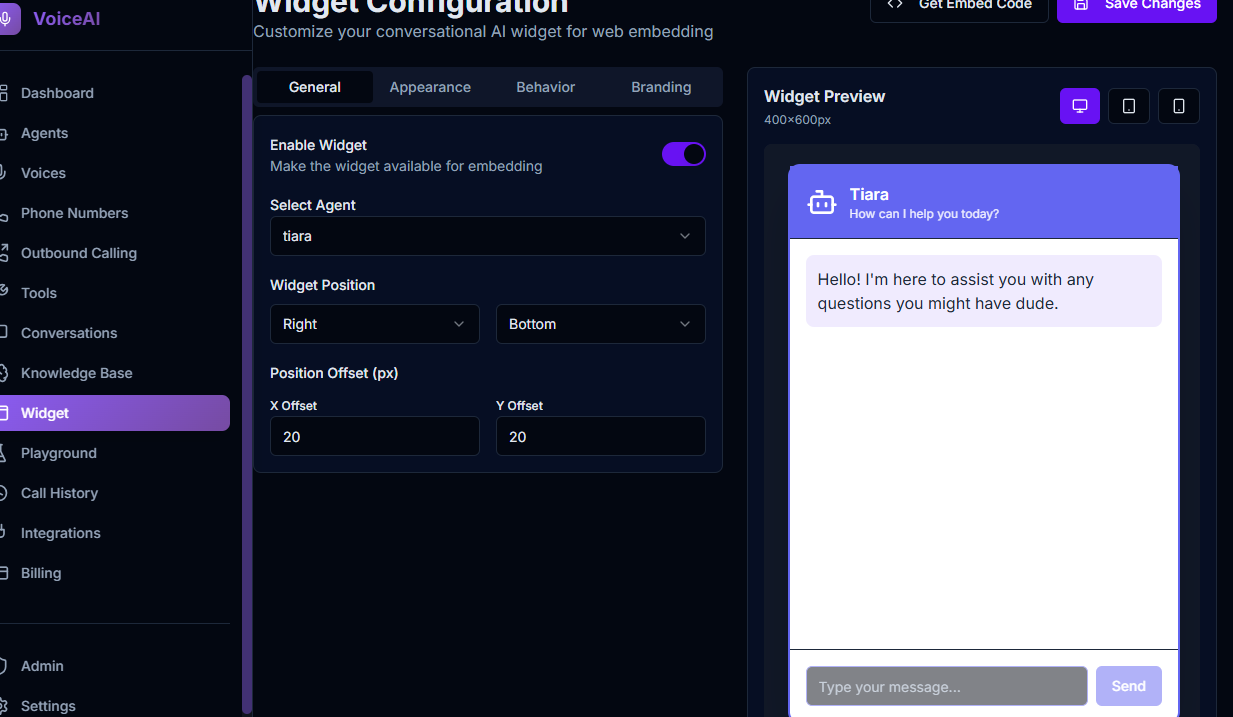 VoiceAI
Dashboard
Agents
Voices
Phone Numbers
Outbound Calling
Tools
Conversations
Knowledge Base
Widget
Playground
Call History
Integrations
Billing
Admin
Settings
Widget Configuration
Customize your conversational AI widget for web embedding
Get Embed Code
Save Changes
General
Appearance
Behavior
Branding
Enable Widget
Make the widget available for embedding
Select Agent
tiara
Widget Position
Right
Bottom
Position Offset (px)
X Offset
Y Offset
20
20
Widget Preview
400×600px
Tiara
How can I help you today?
Hello! I'm here to assist you with any
questions you might have dude.
Type your message...
Send